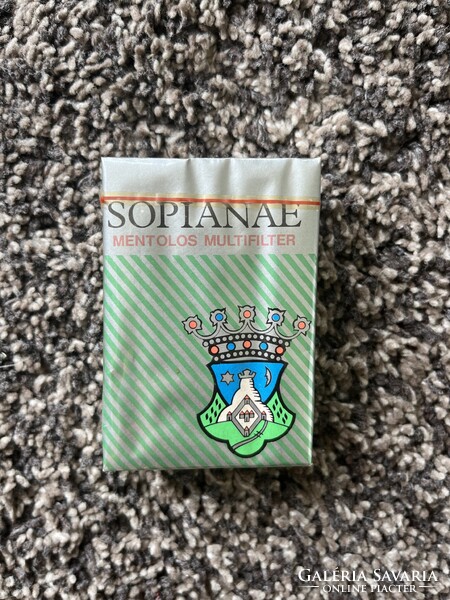 SOPIANAE
MENTOLOS MULTIFILTER
GALÉRIA SAVARIA
ONLINE PIACTÉR